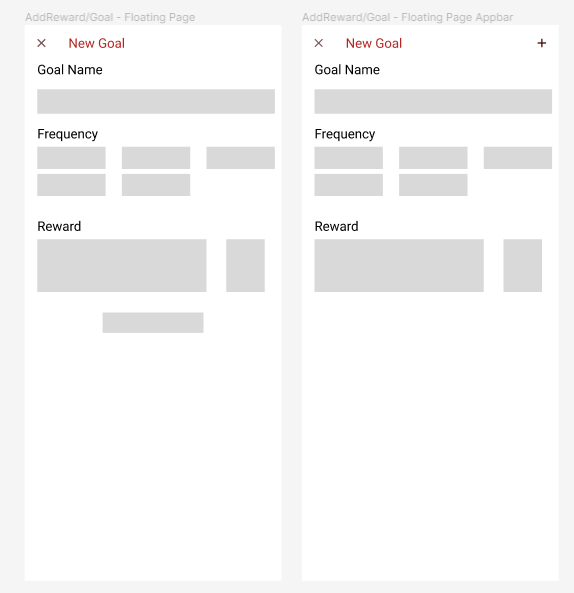 AddReward/Goal - Floating Page
New Goal
Goal Name
Frequency
Reward
AddReward/Goal - Floating Page Appbar
New Goal
Goal Name
Frequency
Reward